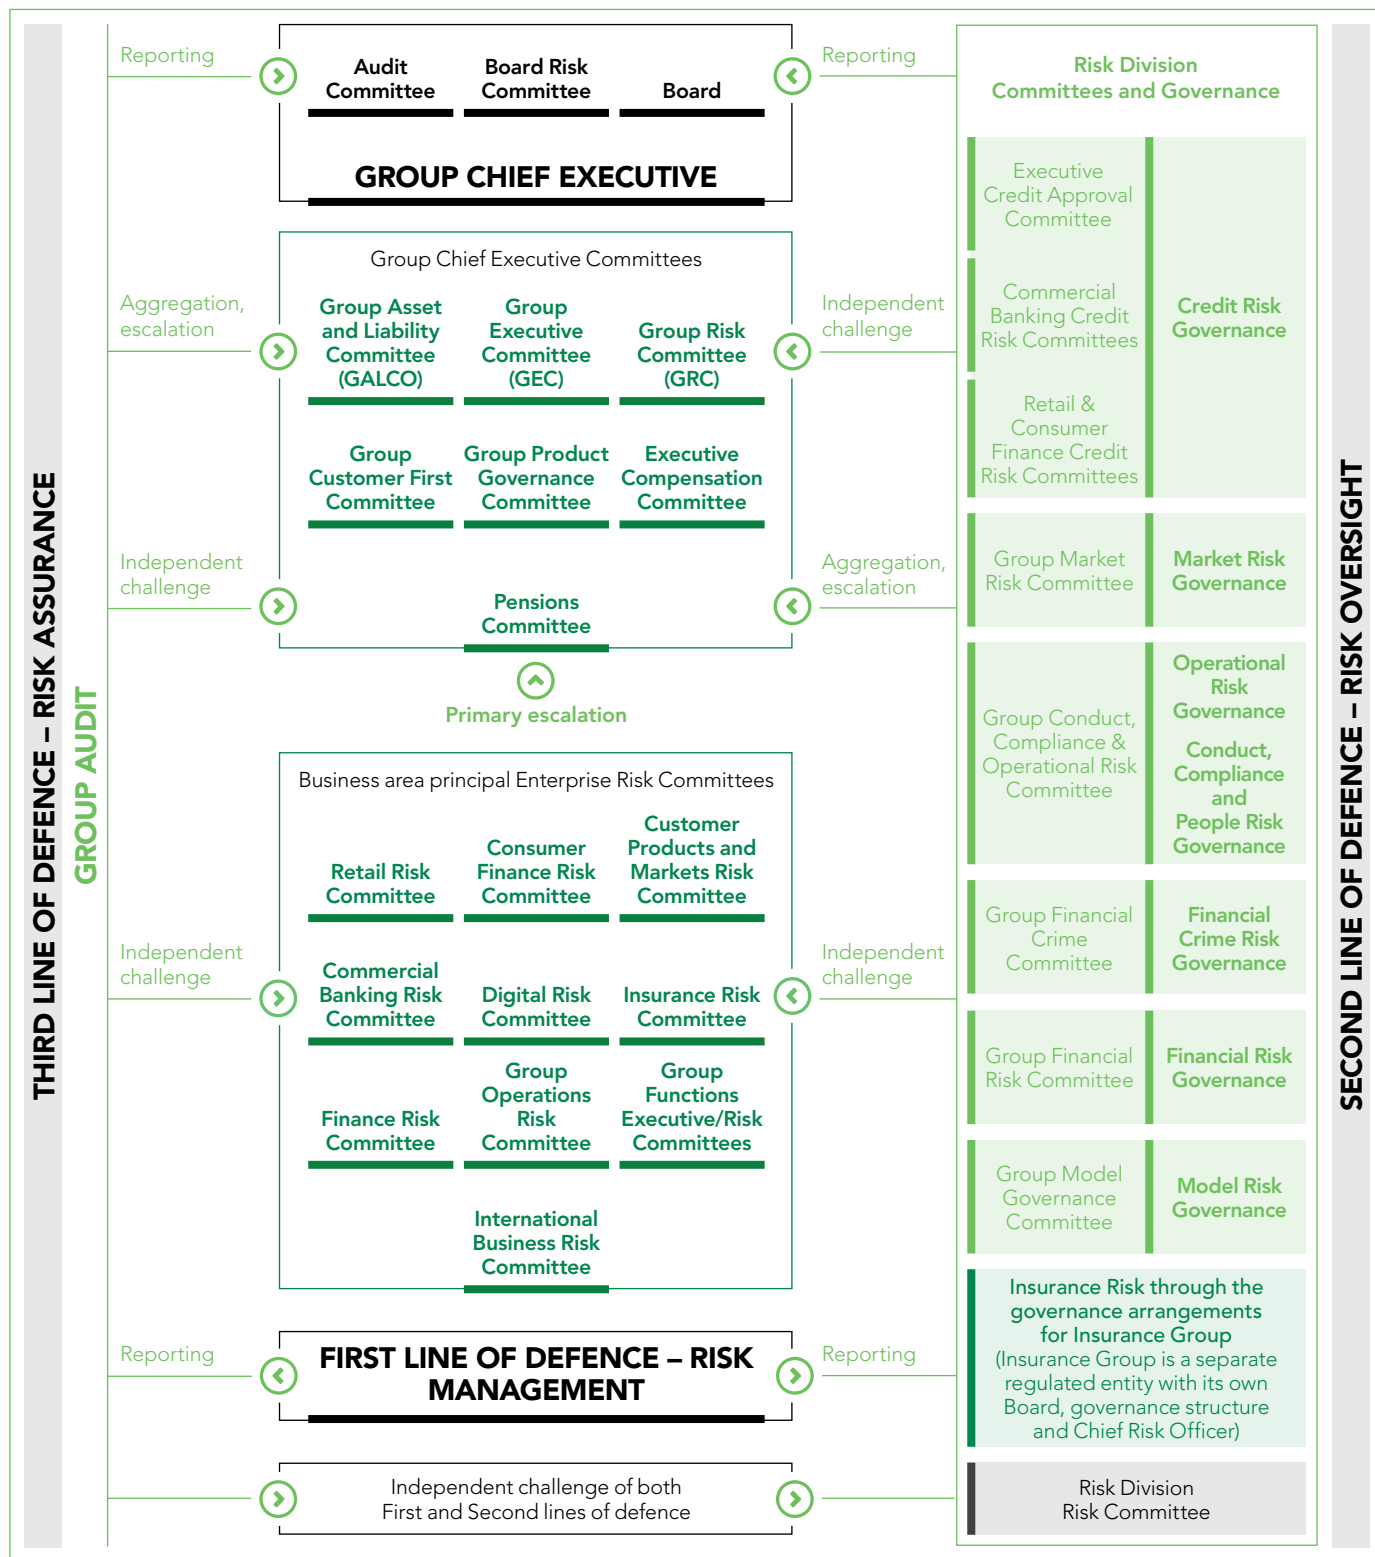 THIRD LINE OF DEFENCE – RISK ASSURANCE
GROUP AUDIT
Reporting
Aggregation,
escalation
Independent
challenge
Independent
challenge
Reporting
Audit
Committee
Board Risk
Committee
Board
GROUP CHIEF EXECUTIVE
Group Chief Executive Committees
Group Asset
and Liability
Committee
(GALCO)
Group
Executive
Committee
(GEC)
Group Risk
Committee
(GRC)
Group
Customer First
Committee
Group Product
Governance
Committee
Executive
Compensation
Committee
Pensions
Committee
Primary escalation
Business area principal Enterprise Risk Committees
Retail Risk
Committee
Consumer
Finance Risk
Committee
Customer
Products and
Markets Risk
Committee
Commercial
Banking Risk
Committee
Digital Risk
Committee
Insurance Risk
Committee
Finance Risk
Committee
Group
Operations
Risk
Committee
Group
Functions
Executive/Risk
Committees
International
Business Risk
Committee
FIRST LINE OF DEFENCE – RISK
MANAGEMENT
Independent challenge of both
First and Second lines of defence
Reporting
Independent
challenge
Aggregation,
escalation
Independent
challenge
Reporting
Risk Division
Committees and Governance
Executive
Credit Approval
Committee
Commercial
Banking Credit
Risk Committees
Retail &
Consumer
Finance Credit
Risk Committees
Credit Risk
Governance
Group Market
Risk Committee
Market Risk
Governance
Group Conduct,
Compliance &
Operational Risk
Committee
Operational
Risk
Governance
Conduct,
Compliance
and
People Risk
Governance
Group Financial
Crime
Committee
Financial
Crime Risk
Governance
Group Financial
Risk Committee
Financial Risk
Governance
Group Model
Governance
Committee
Model Risk
Governance
Insurance Risk through the
governance arrangements
for Insurance Group
(Insurance Group is a separate
regulated entity with its own
Board, governance structure
and Chief Risk Officer)
Risk Division
Risk Committee
SECOND LINE OF DEFENCE – RISK OVERSIGHT